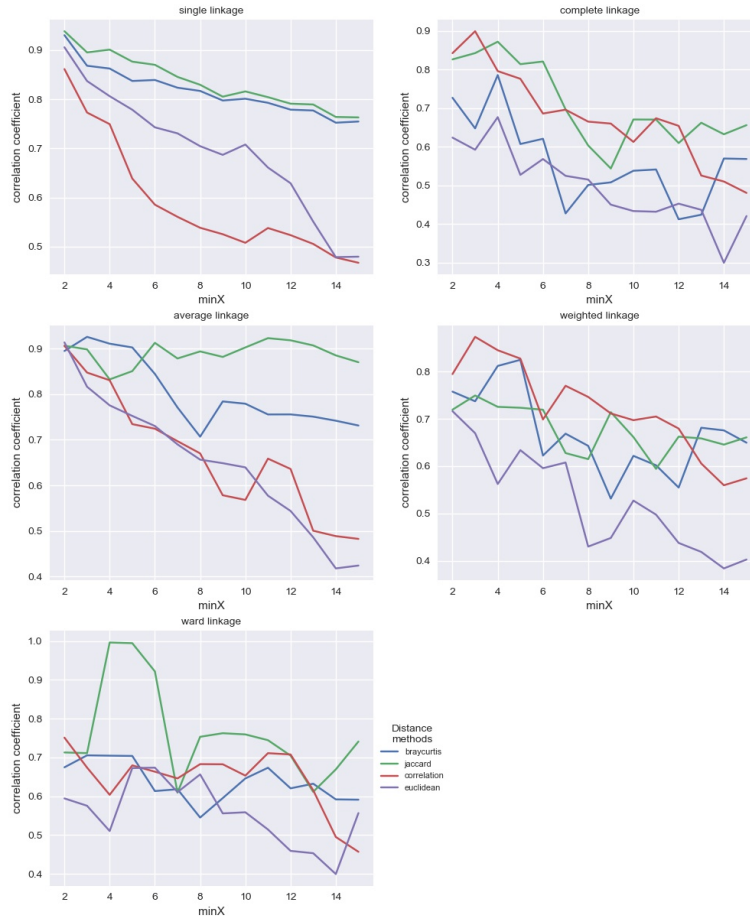 single linkage
correlation coefficient
0.9
0.8
0.7
0.6
0.5
2 4 6 8 10 12 14
minX
complete linkage
correlation coefficient
0.9
0.8
0.7
0.6
0.5
0.4
0.3
2 4 6 8 10 12 14
minX
average linkage
correlation coefficient
0.9
0.8
0.7
0.6
0.5
0.4
2 4 6 8 10 12 14
minX
weighted linkage
correlation coefficient
0.8
0.7
0.6
0.5
0.4
2 4 6 8 10 12 14
minX
ward linkage
correlation coefficient
1.0
0.9
0.8
0.7
0.6
0.5
0.4
2 4 6 8 10 12 14
minX
Distance
methods
braycurtis
jaccard
correlation
euclidean